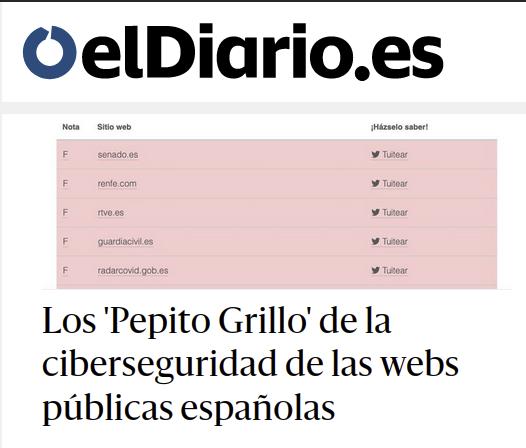 elDiario.es
Nota Sitio web ¡Házselo saber!
F senado.es Tuitear
F renfe.com Tuitear
F rtve.es Tuitear
F guardiacivil.es Tuitear
F radarcovid.gob.es Tuitear
Los 'Pepito Grillo' de la
ciberseguridad de las webs
públicas españolas